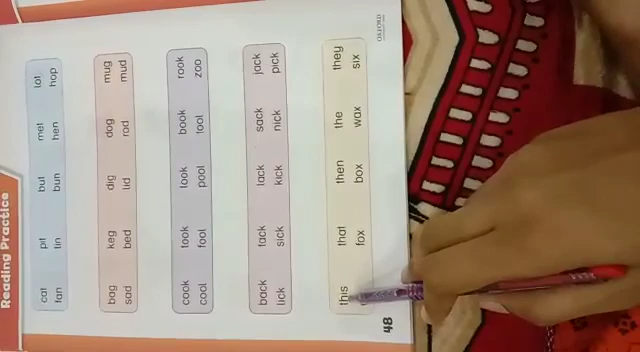 Reading Practice
cat pit but met lot
fan tin bun hen hop
bag keg dig dog mug
sad bed lid rod mud
cook took look book rook
cool fool pool tool zoo
back tack lack sack jack
lick sick kick nick pick
this that then the they
fox box wax six
48
OXFORD